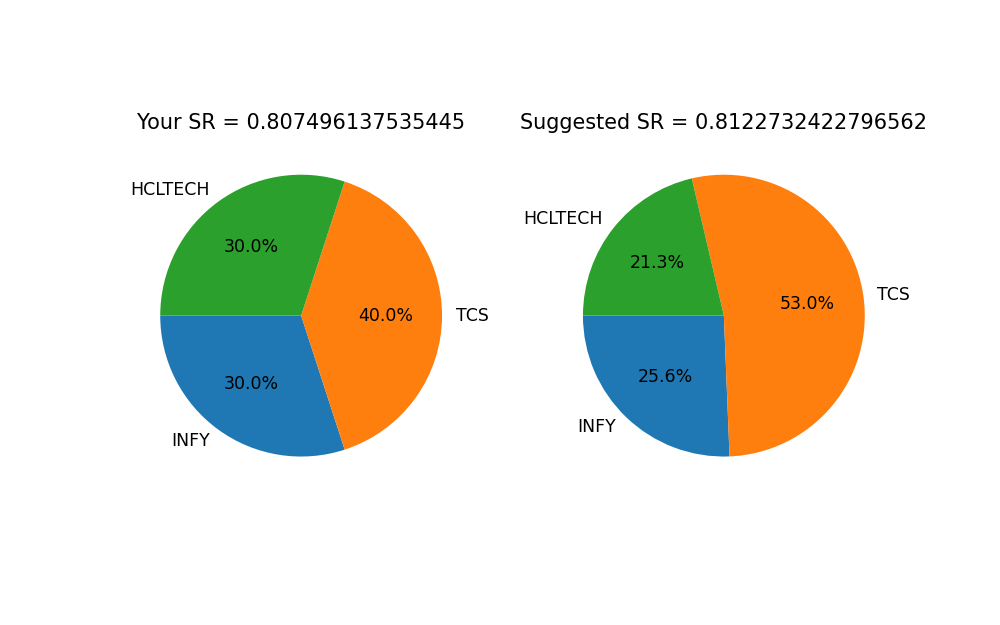 Your SR = 0.807496137535445
HCLTECH
30.0%
40.0%
TCS
30.0%
INFY
Suggested SR = 0.8122732422796562
HCLTECH
21.3%
53.0%
TCS
25.6%
INFY